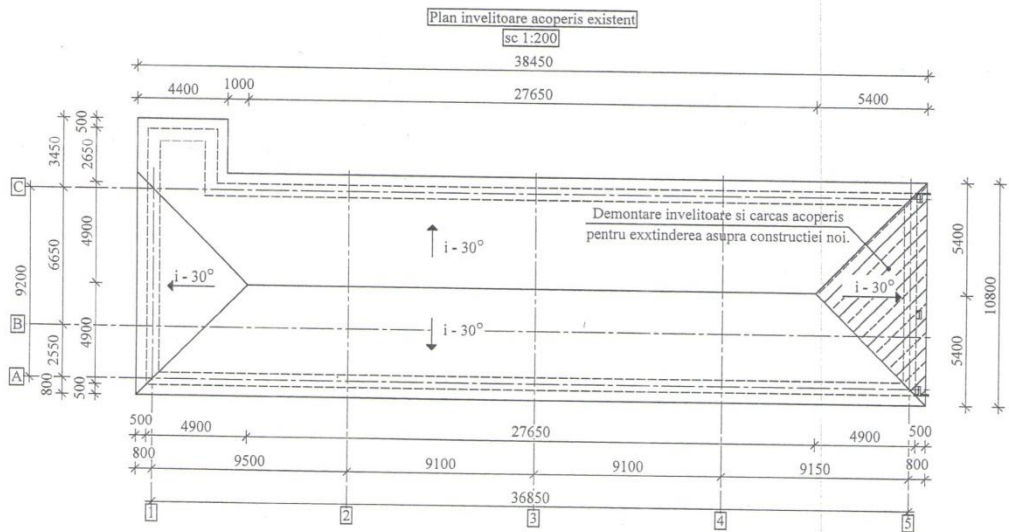 Plan invelitoare acoperis existent
sc 1:200
38450
4400 1000 27650 5400
3450
500
2650
C
9200
6650
4900
B
2550
4900
A
800
500
Demontare invelitoare si carcas acoperis
pentru exxtinderea asupra constructiei noi.
i - 30°
i - 30°
i - 30°
i - 30°
5400
10800
5400
500 4900 27650 4900 500
800 9500 9100 9100 9150 800
36850
1 2 3 4 5